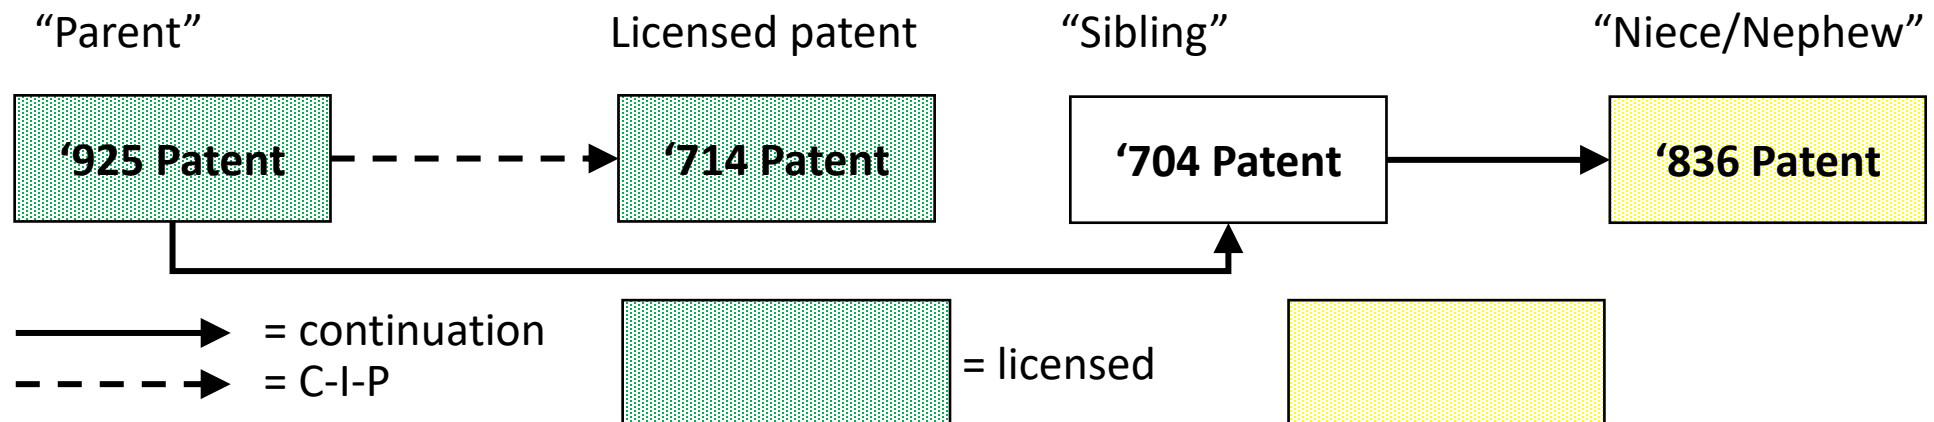 “Parent” Licensed patent “Sibling” “Niece/Nephew”
‘925 Patent ‘714 Patent ‘704 Patent ‘836 Patent
= continuation
= C-I-P
= licensed